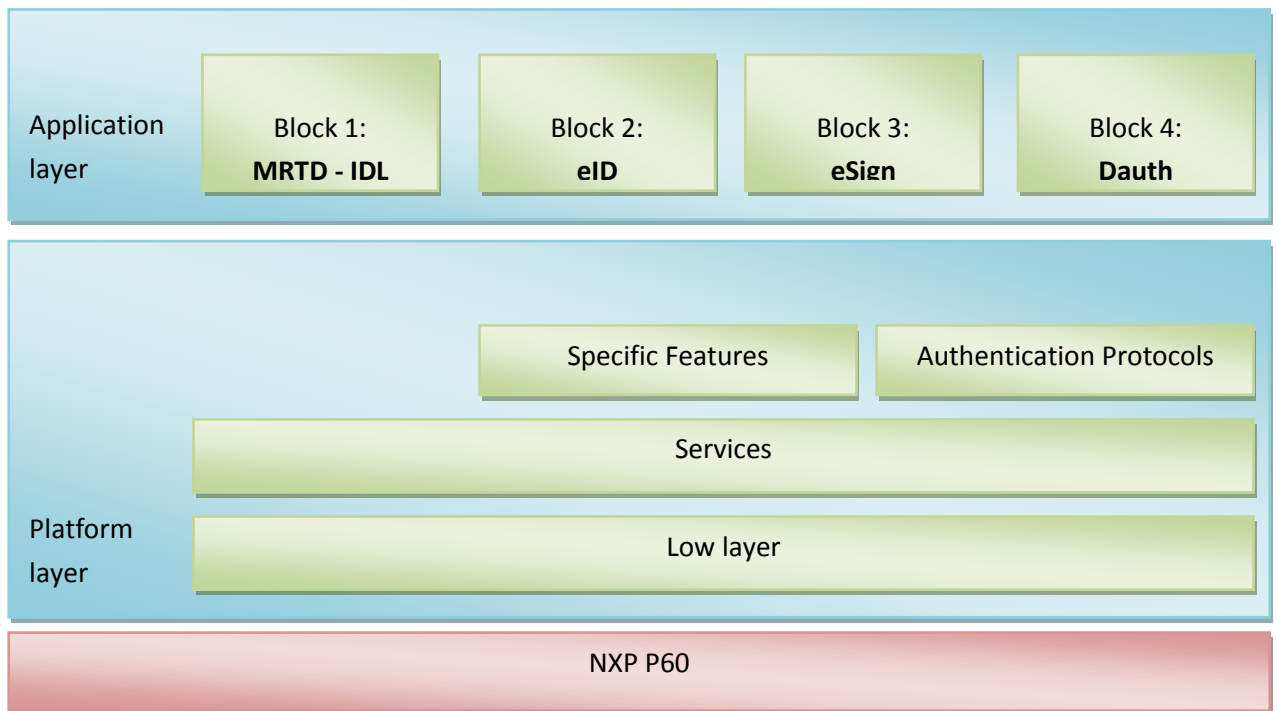 Application
layer
Block 1:
MRTD - IDL
Block 2:
eID
Block 3:
eSign
Block 4:
Dauth
Specific Features
Authentication Protocols
Services
Platform
layer
Low layer
NXP P60